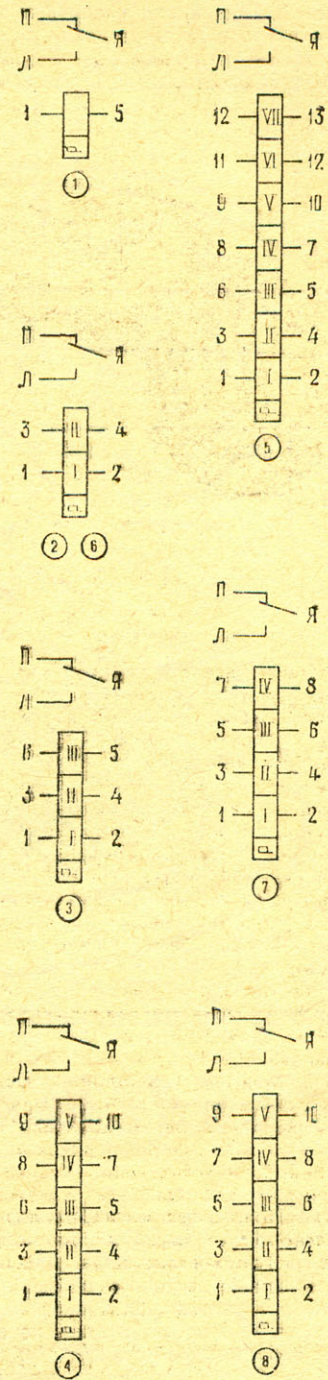 П
Я
Л
1 5
①
П
Я
Л
3 II 4
1 I 2
② ⑥
П
Я
Л
6 III 5
3 II 4
1 I 2
③
П
Я
Л
9 V 10
8 IV 7
6 III 5
3 II 4
1 I 2
④
П
Я
Л
12 VII 13
11 VI 12
9 V 10
8 IV 7
6 III 5
3 II 4
1 I 2
⑤
П
Я
Л
7 IV 8
5 III 6
3 II 4
1 I 2
⑦
П
Я
Л
9 V 10
7 IV 8
5 III 6
3 II 4
1 I 2
⑧